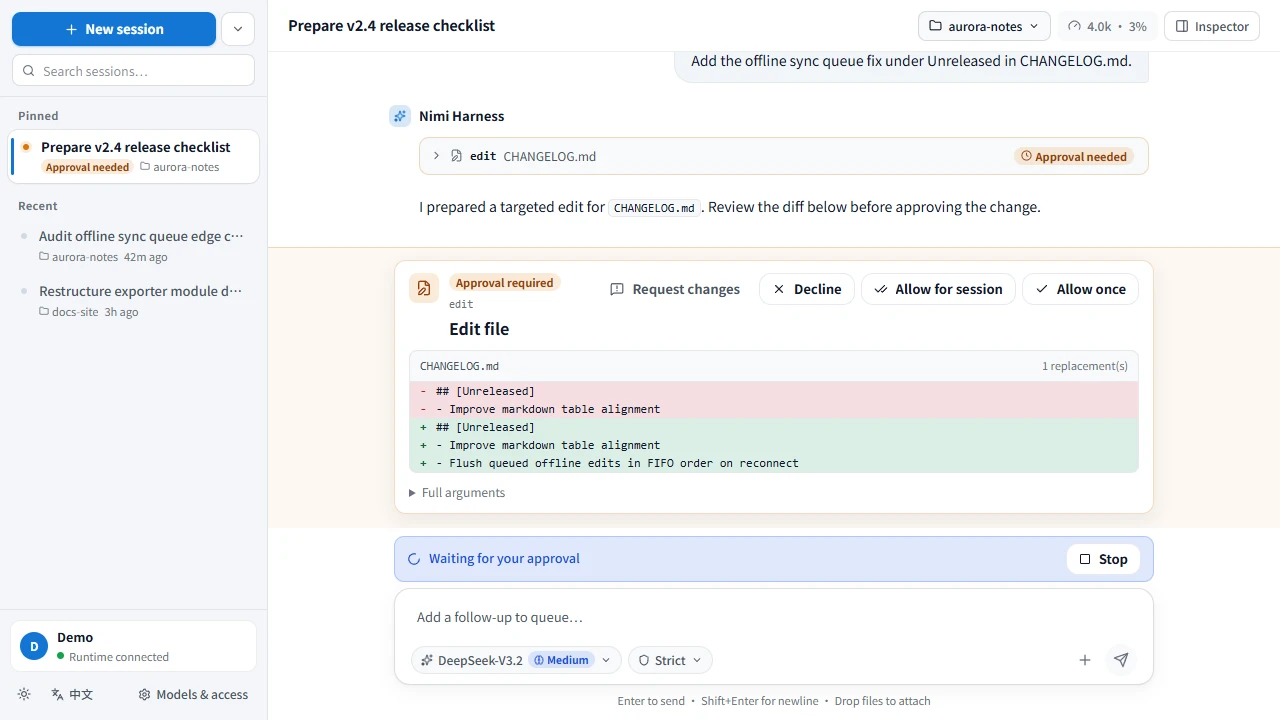 New session
Search sessions…
Pinned
Prepare v2.4 release checklist
Approval needed aurora-notes
Recent
Audit offline sync queue edge c…
aurora-notes 42m ago
Restructure exporter module d…
docs-site 3h ago
D Demo
Runtime connected
中文 Models & access
Prepare v2.4 release checklist
aurora-notes 4.0k • 3% Inspector
Add the offline sync queue fix under Unreleased in CHANGELOG.md.
Nimi Harness
edit CHANGELOG.md Approval needed
I prepared a targeted edit for CHANGELOG.md. Review the diff below before approving the change.
Approval required
edit
Edit file
Request changes Decline Allow for session Allow once
CHANGELOG.md 1 replacement(s)
- ## [Unreleased]
- - Improve markdown table alignment
+ ## [Unreleased]
+ - Improve markdown table alignment
+ - Flush queued offline edits in FIFO order on reconnect
Full arguments
Waiting for your approval Stop
Add a follow-up to queue…
DeepSeek-V3.2 Medium Strict
Enter to send • Shift+Enter for newline • Drop files to attach